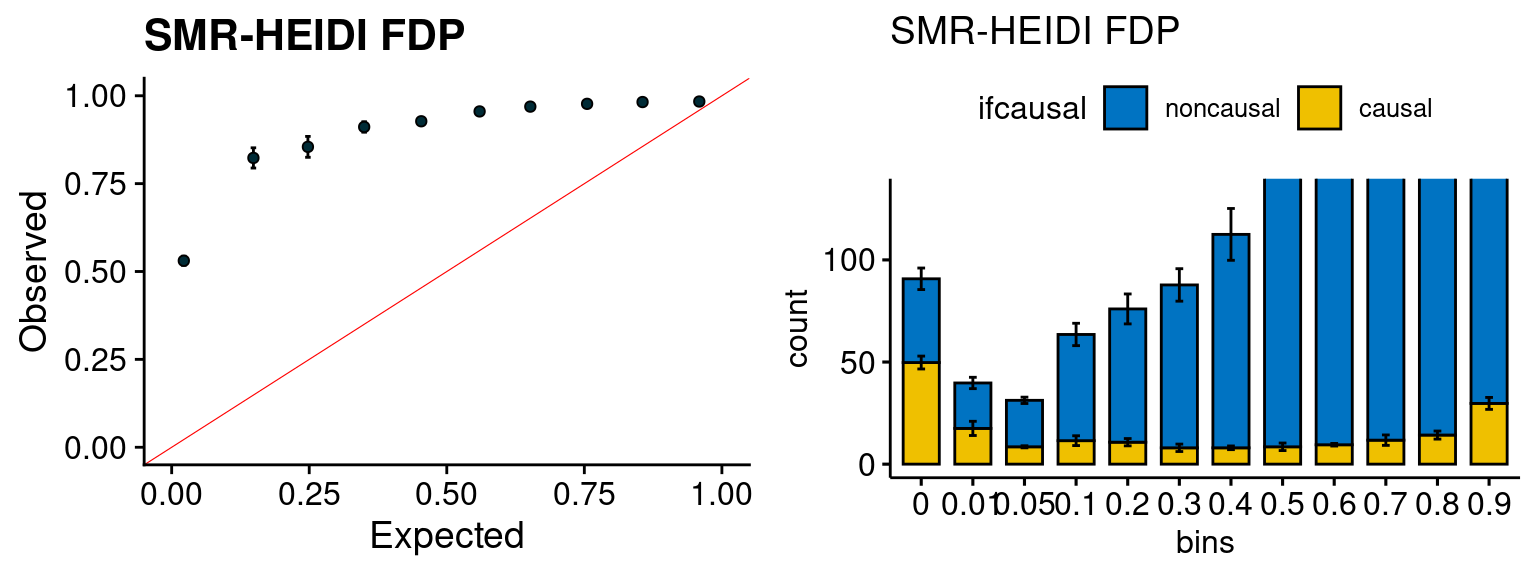 SMR-HEIDI FDP
1.00
0.75
0.50
0.25
0.00
Observed
0.00 0.25 0.50 0.75 1.00
Expected
SMR-HEIDI FDP
ifcausal noncausal causal
100
50
0
count
0 0.01 0.05 0.1 0.2 0.3 0.4 0.5 0.6 0.7 0.8 0.9
bins